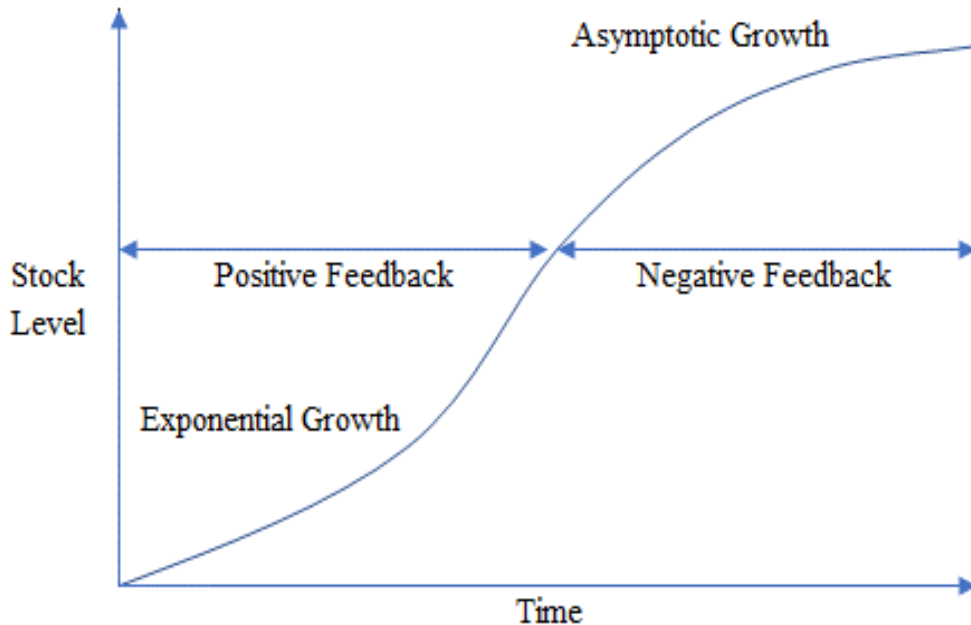 Asymptotic Growth
Stock
Level
Positive Feedback
Negative Feedback
Exponential Growth
Time